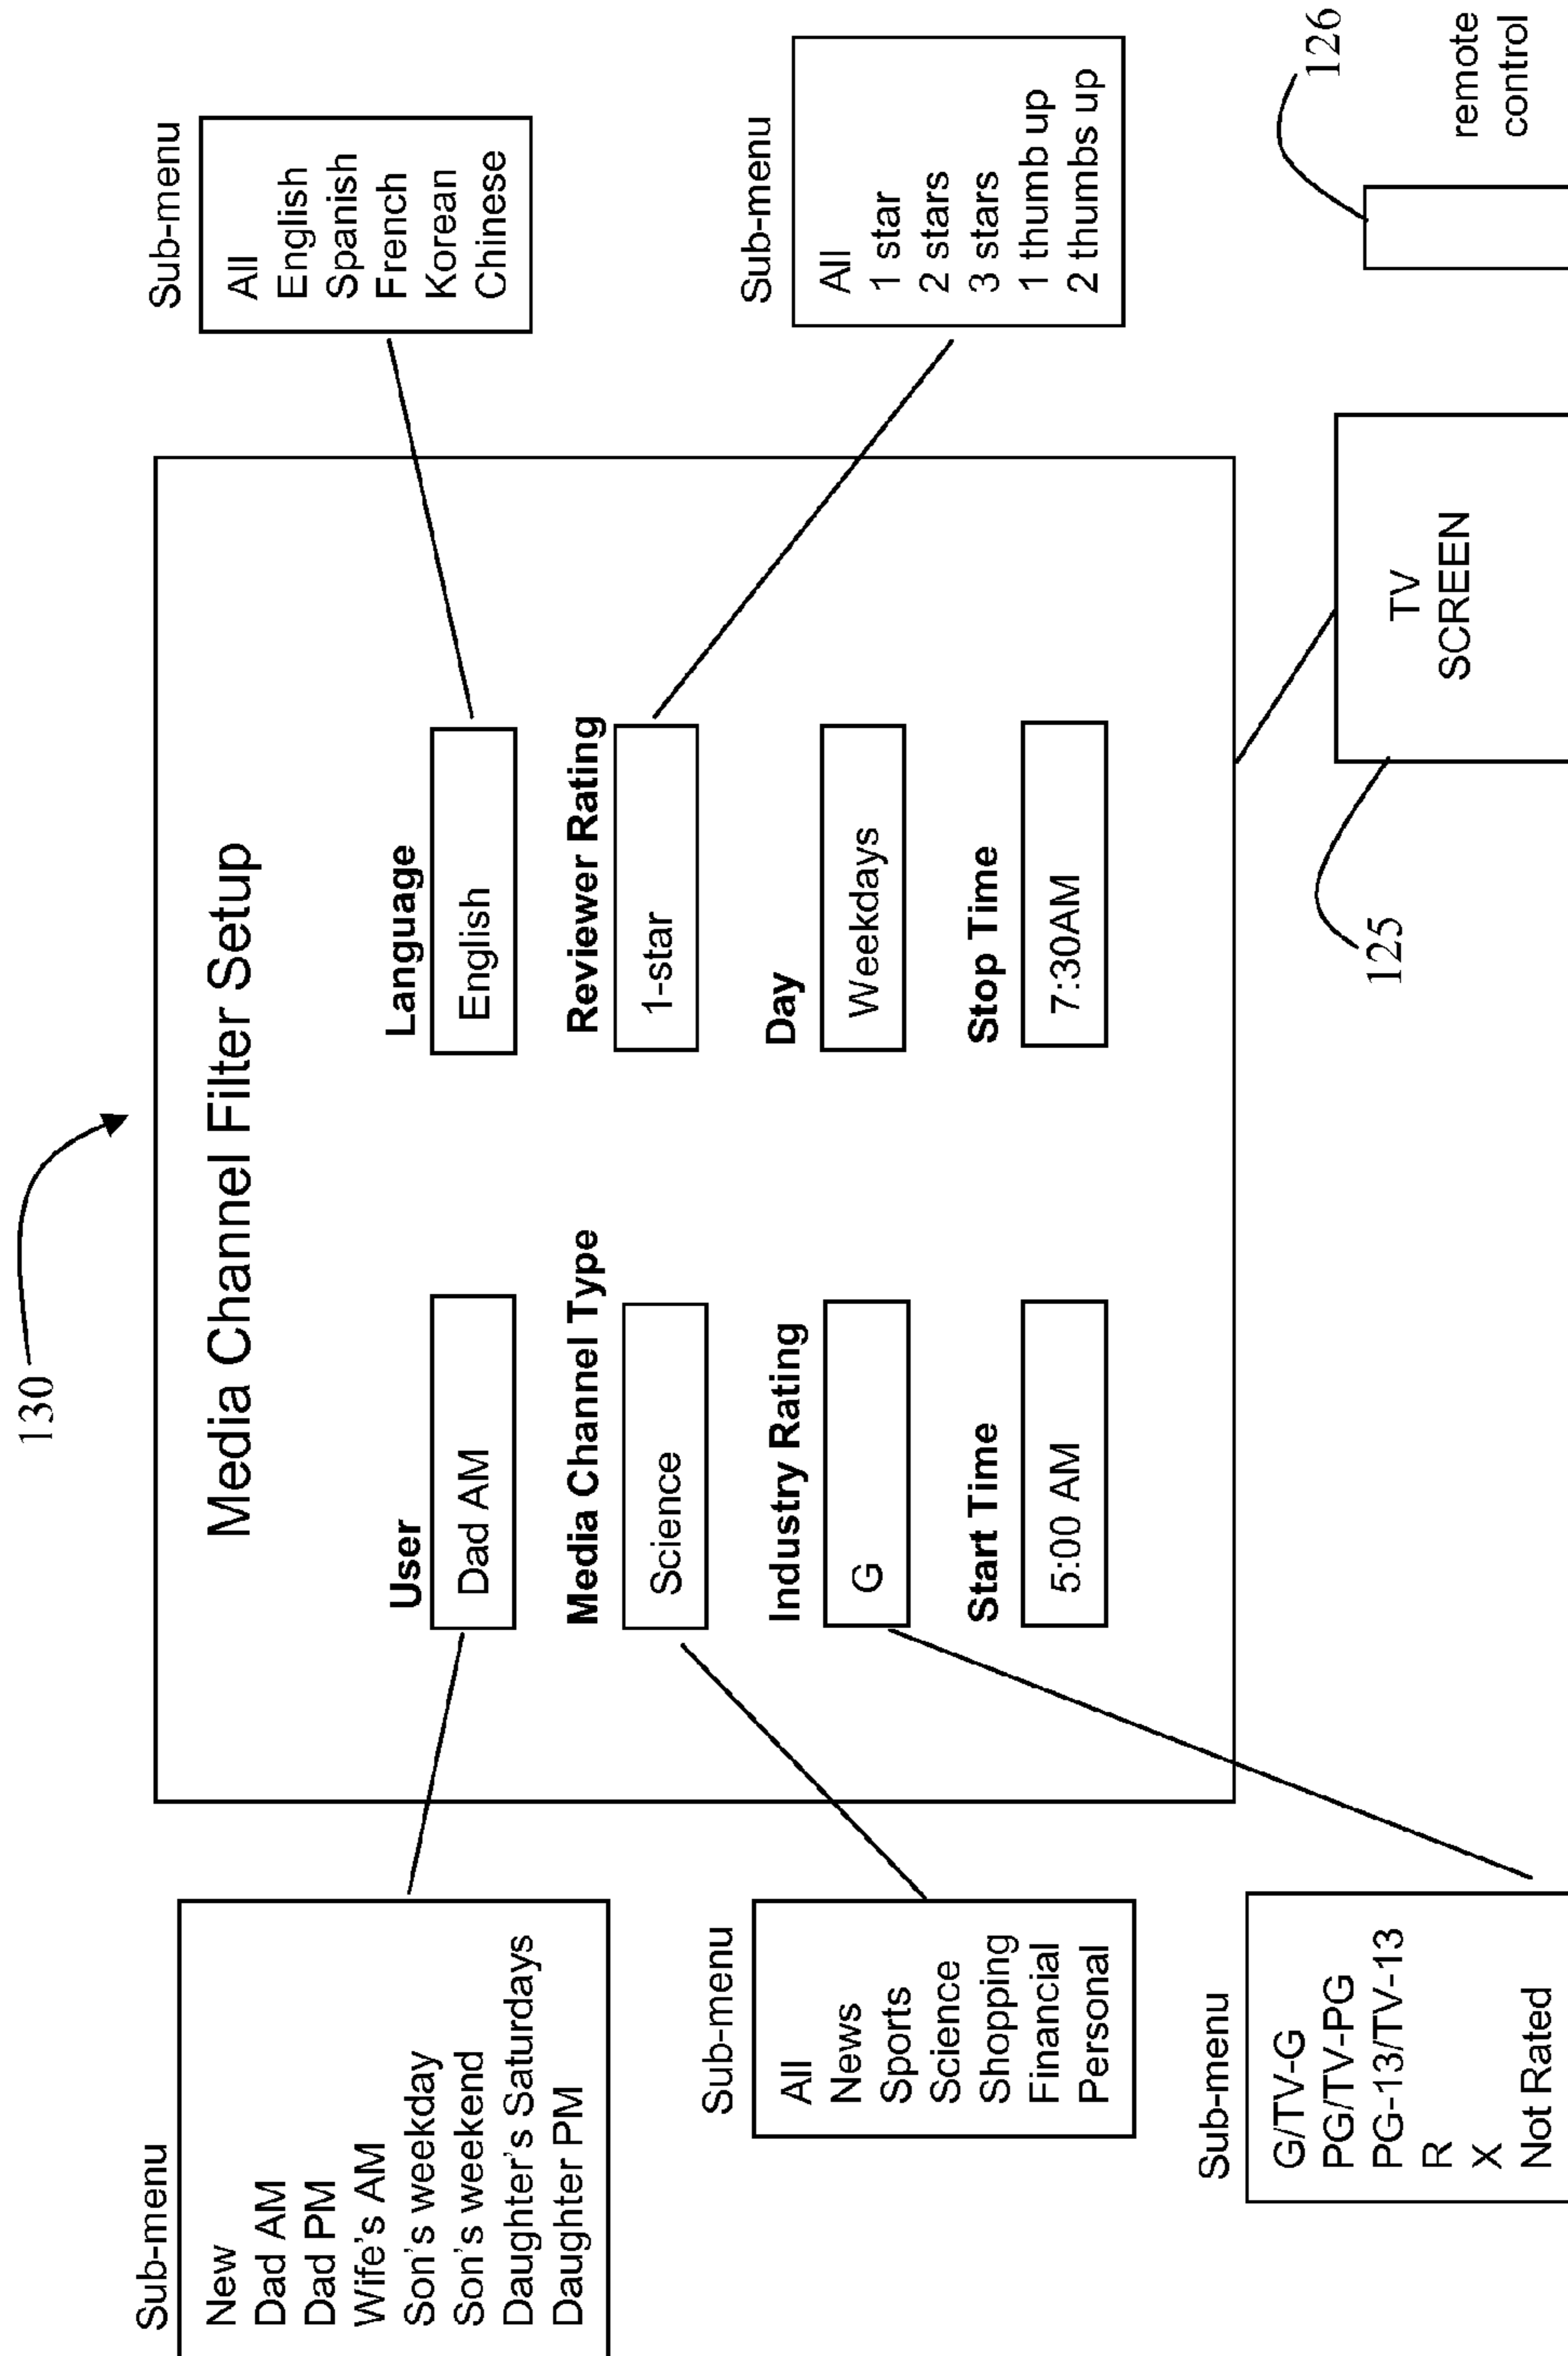 130
Media Channel Filter Setup
User
Dad AM
Language
English
Media Channel Type
Science
Reviewer Rating
1-star
Industry Rating
G
Day
Weekdays
Start Time
5:00 AM
Stop Time
7:30AM
Sub-menu
New
Dad AM
Dad PM
Wife's AM
Son's weekday
Son's weekend
Daughter's Saturdays
Daughter PM
Sub-menu
All
News
Sports
Science
Shopping
Financial
Personal
Sub-menu
G/TV-G
PG/TV-PG
PG-13/TV-13
R
X
Not Rated
Sub-menu
All
English
Spanish
French
Korean
Chinese
Sub-menu
All
1 star
2 stars
3 stars
1 thumb up
2 thumbs up
125
TV
SCREEN
126
remote
control